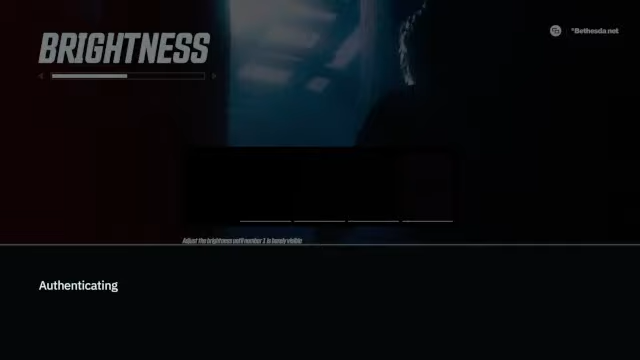 BRIGHTNESS
*Bethesda.net
Adjust the brightness until number 1 is barely visible
Authenticating